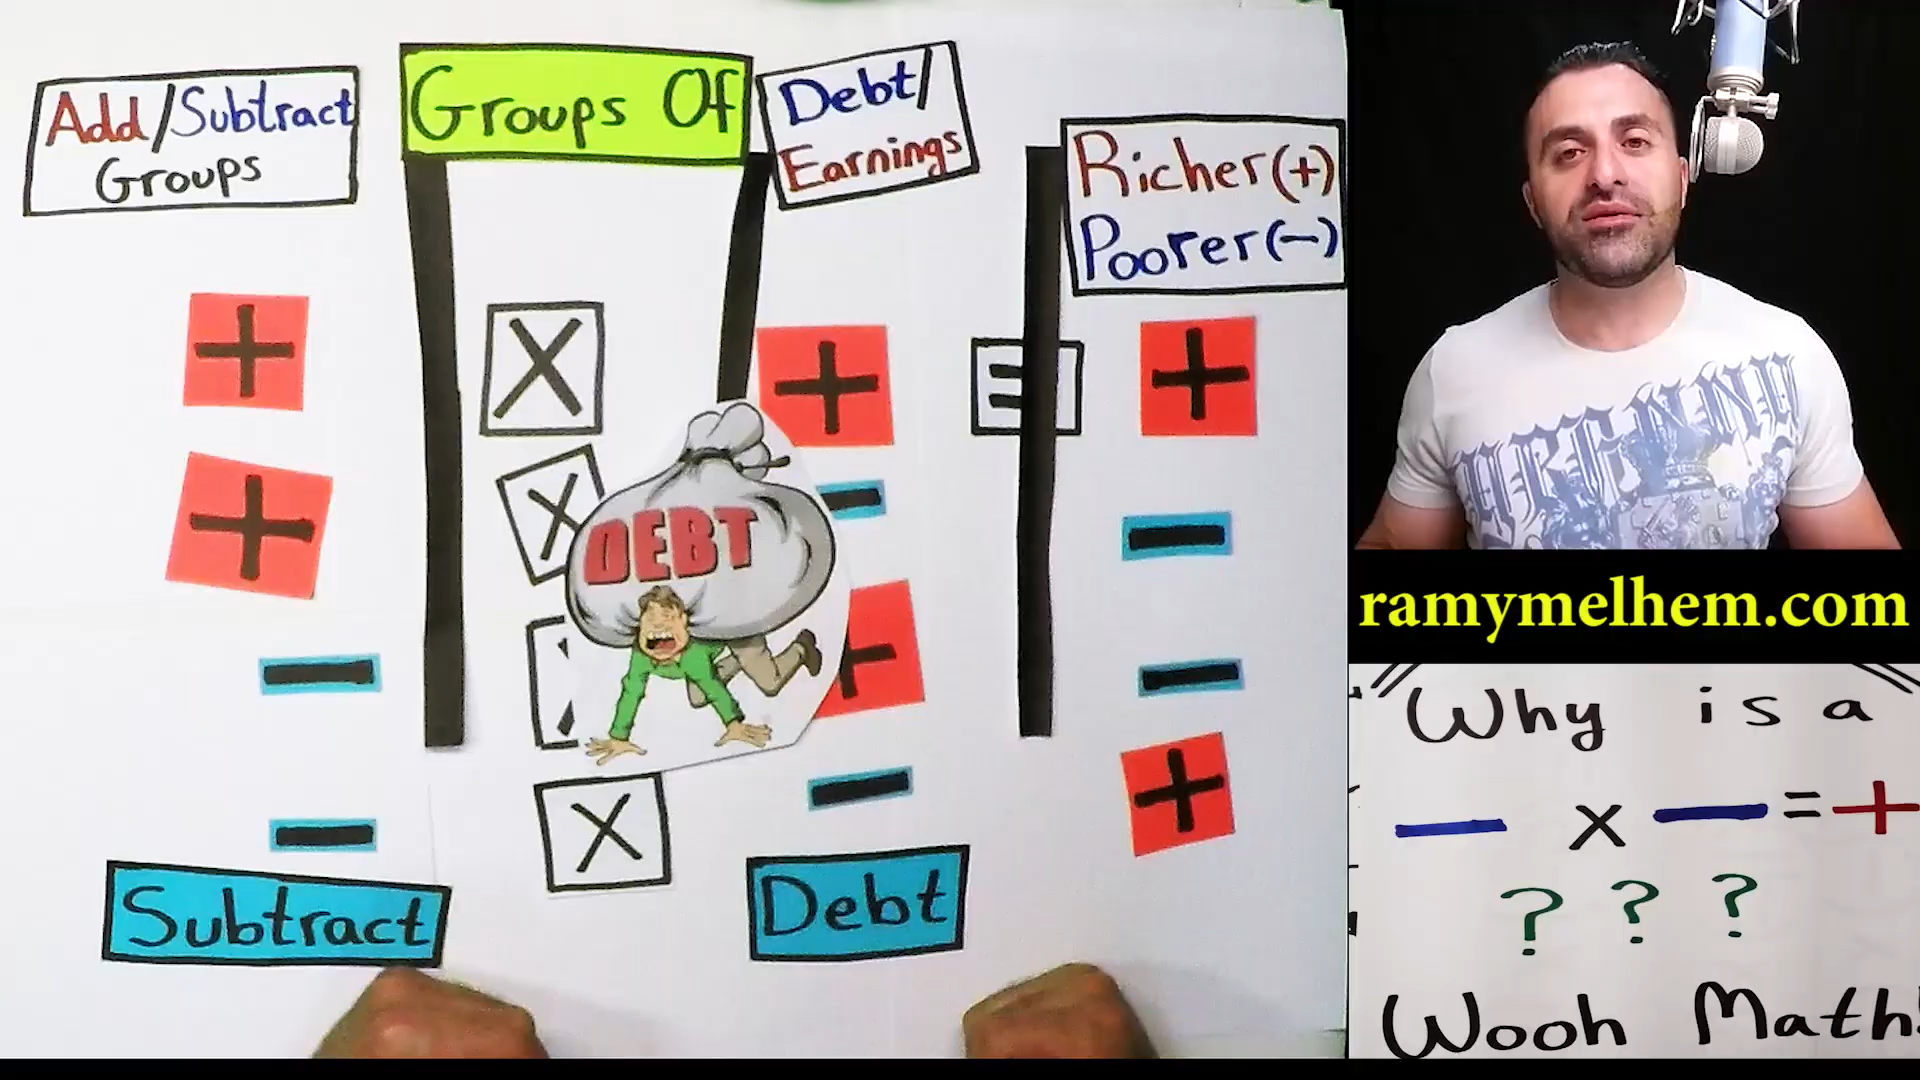 Add/Subtract
Groups
Groups Of
Debt/
Earnings
Richer(+)
Poorer(-)
+ X + = +
+ X - -
- + -
- X - +
DEBT
Subtract
Debt
ramymelhem.com
Why is a
- x - = +
? ? ?
Wooh Math!